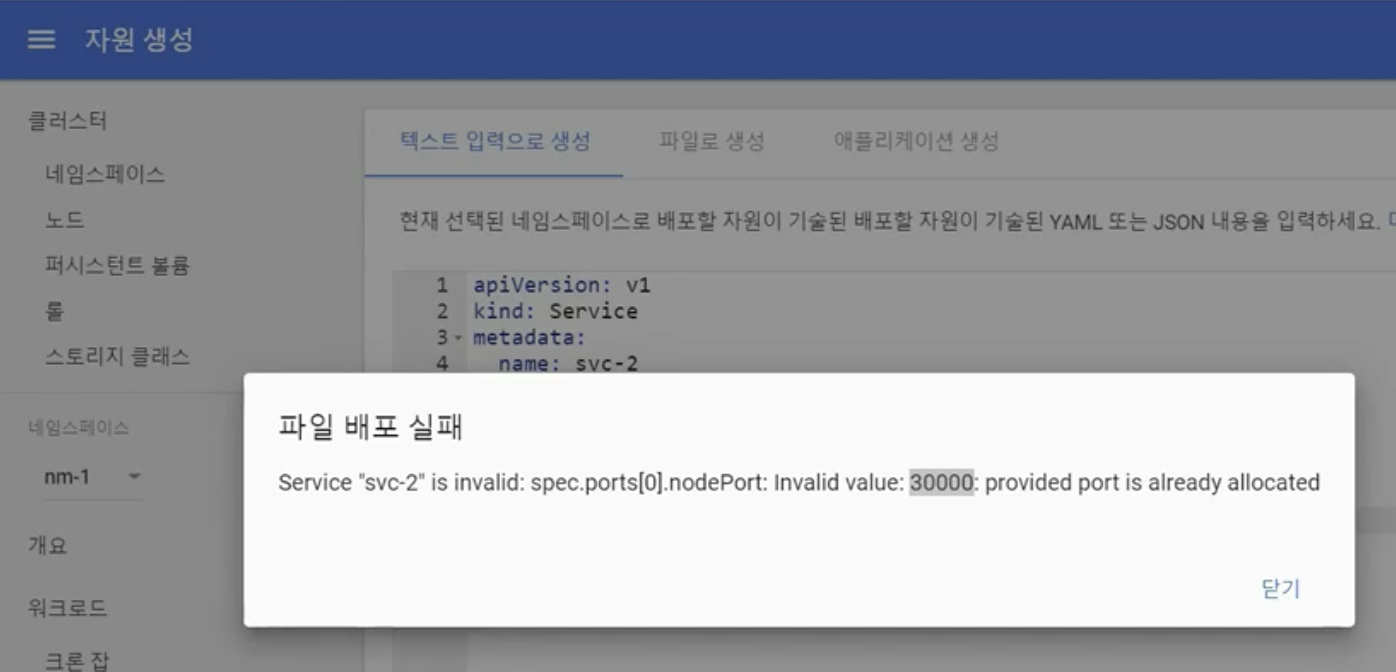 자원 생성
클러스터
네임스페이스
노드
퍼시스턴트 볼륨
롤
스토리지 클래스
네임스페이스
nm-1
개요
워크로드
크론 잡
텍스트 입력으로 생성 파일로 생성 애플리케이션 생성
현재 선택된 네임스페이스로 배포할 자원이 기술된 배포할 자원이 기술된 YAML 또는 JSON 내용을 입력하세요.
1 apiVersion: v1
2 kind: Service
3 metadata:
4 name: svc-2
파일 배포 실패
Service "svc-2" is invalid: spec.ports[0].nodePort: Invalid value: 30000: provided port is already allocated
닫기